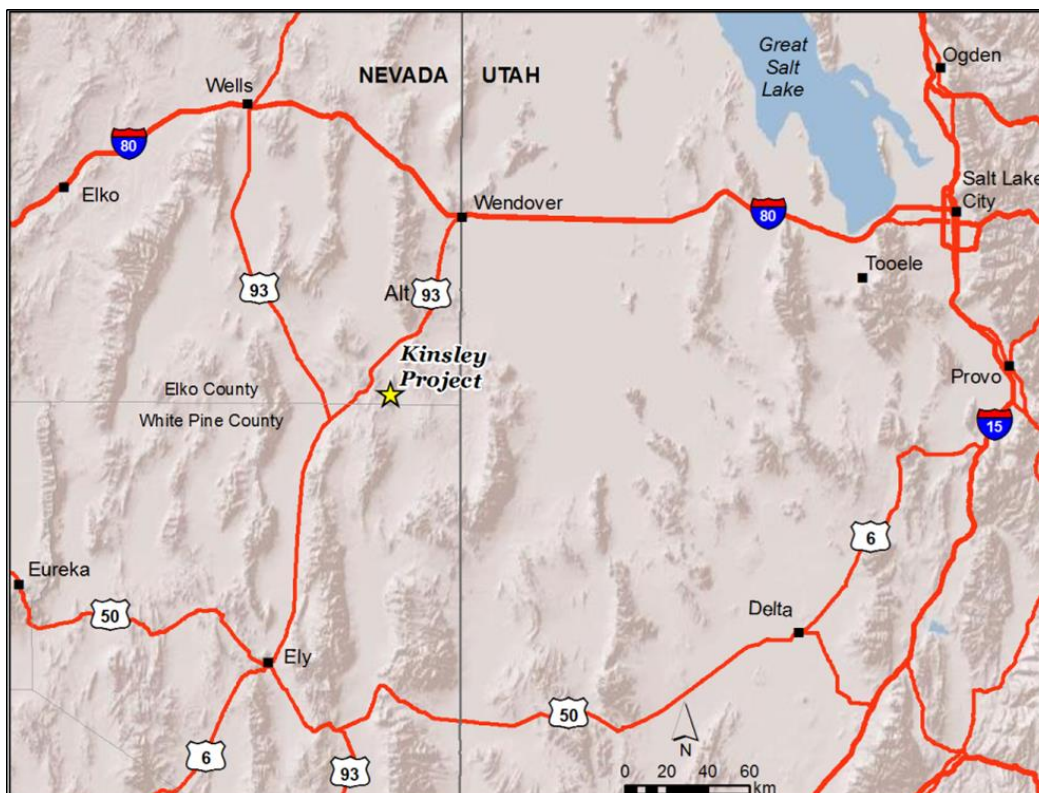 NEVADA
UTAH
Great
Salt
Lake
Ogden
Wells
80
Elko
Wendover
80
Salt Lake
City
Tooele
93
Alt 93
Kinsley
Project
Elko County
White Pine County
Provo
15
6
Eureka
50
Delta
Ely
50
N
6
93
0 20 40 60
km